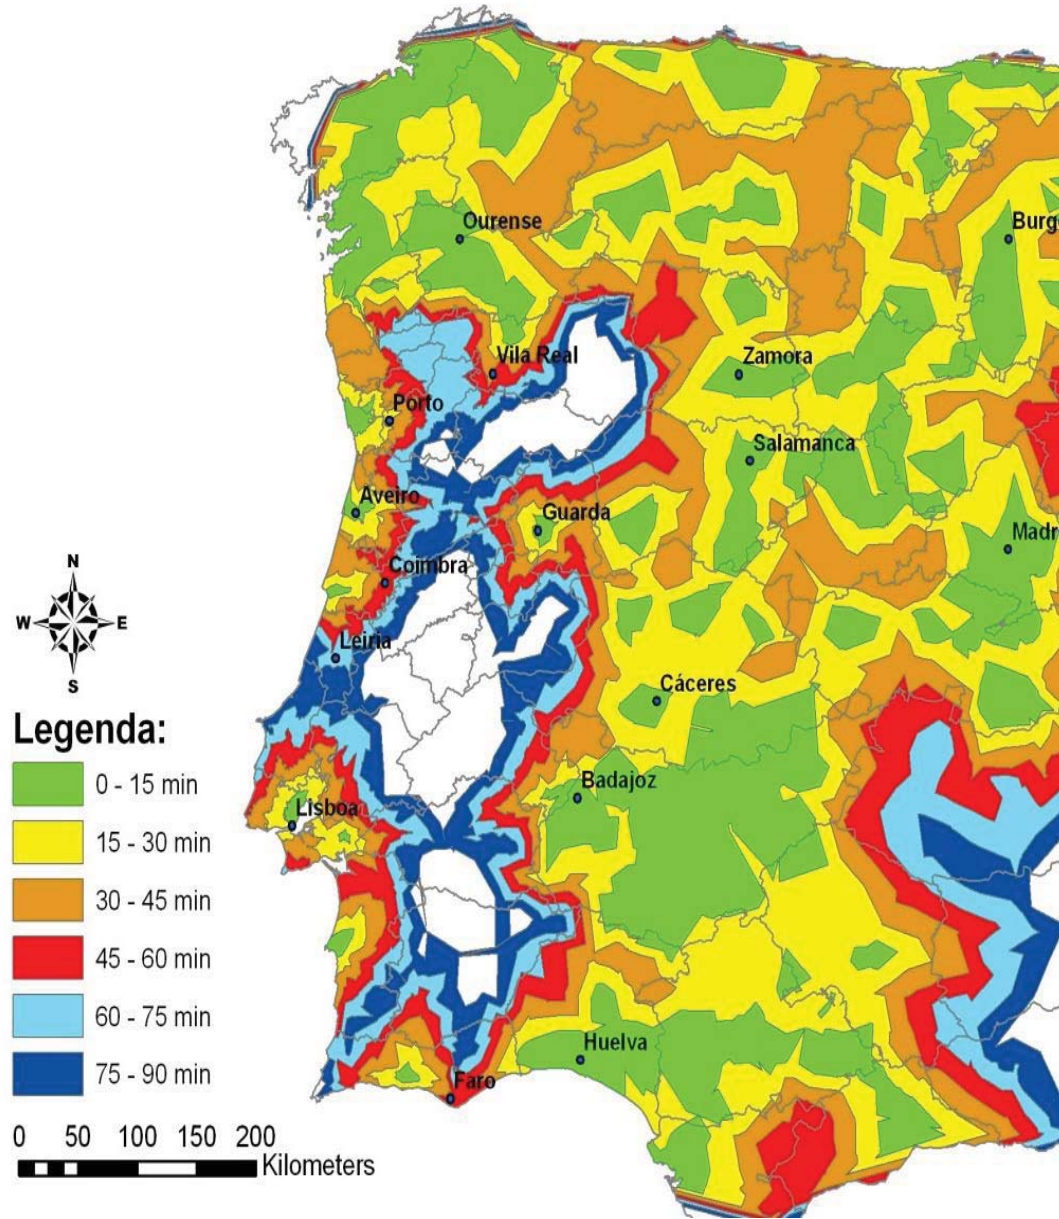 Ourense
Burg
Vila Real
Zamora
Porto
Salamanca
Aveiro
Guarda
Madr
Coimbra
N
W E
S
Leiria
Cáceres
Legenda:
0 - 15 min
Badajoz
Lisboa
15 - 30 min
30 - 45 min
45 - 60 min
60 - 75 min
Huelva
75 - 90 min
Faro
0 50 100 150 200
Kilometers